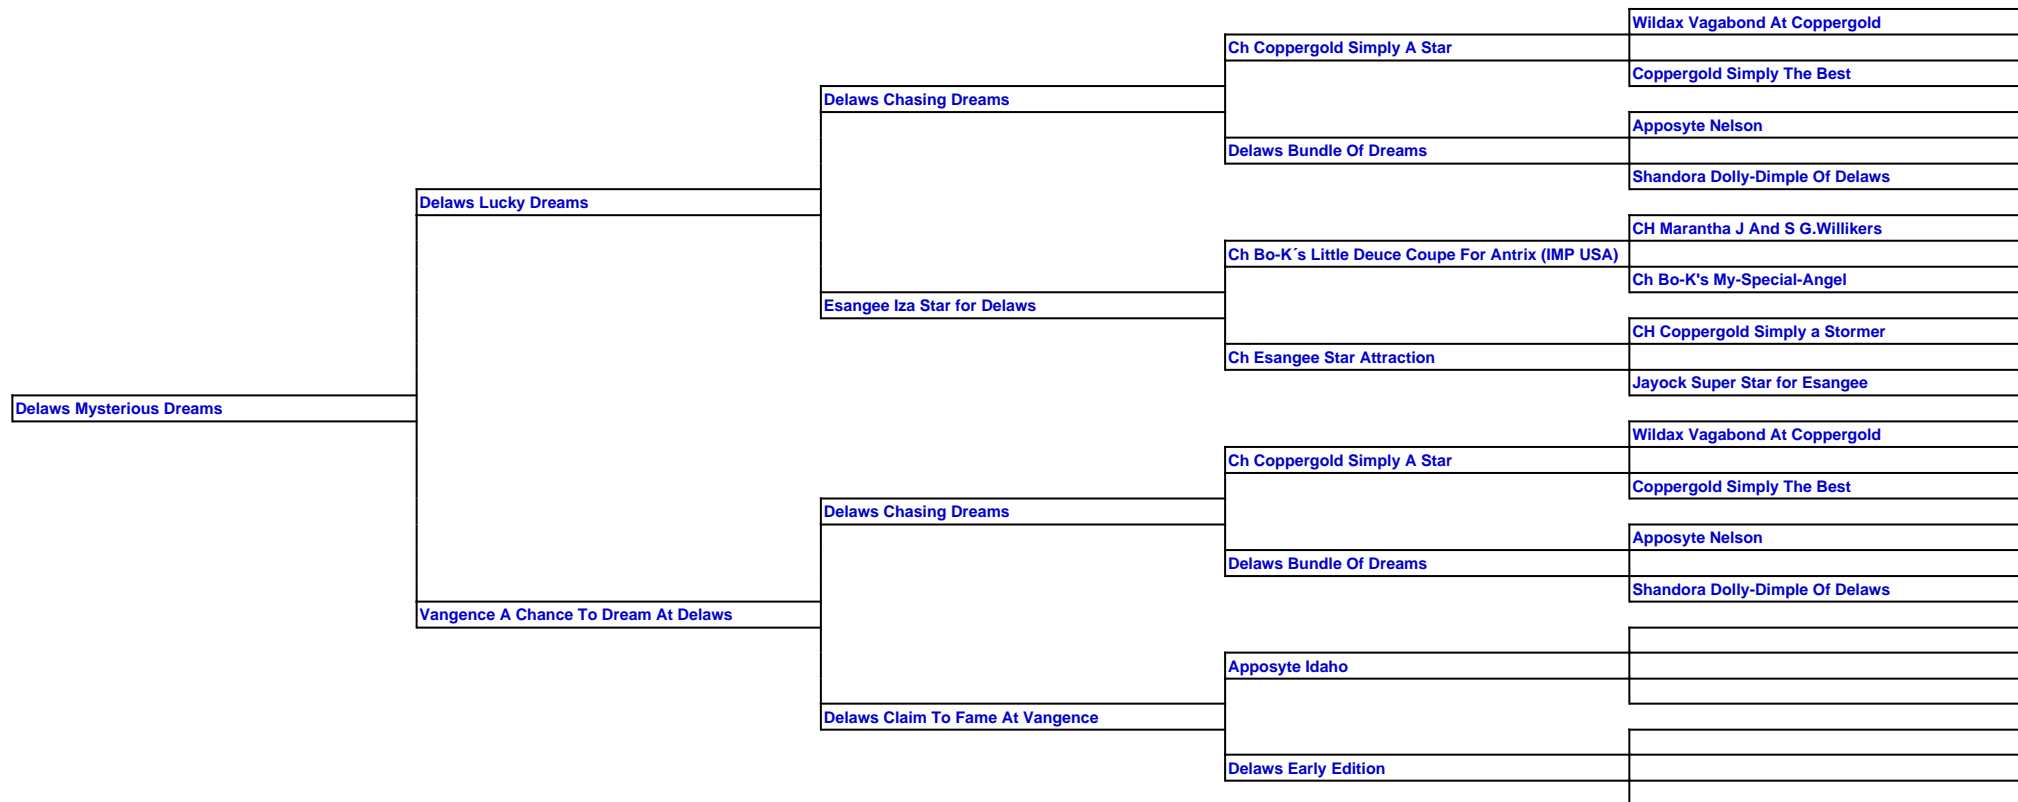 Wildax Vagabond At Coppergold
Ch Coppergold Simply A Star
Coppergold Simply The Best
Delaws Chasing Dreams
Apposyte Nelson
Delaws Bundle Of Dreams
Shandora Dolly-Dimple Of Delaws
Delaws Lucky Dreams
CH Marantha J And S G.Willikers
Ch Bo-K´s Little Deuce Coupe For Antrix (IMP USA)
Ch Bo-K's My-Special-Angel
Esangee Iza Star for Delaws
CH Coppergold Simply a Stormer
Ch Esangee Star Attraction
Jayock Super Star for Esangee
Delaws Mysterious Dreams
Wildax Vagabond At Coppergold
Ch Coppergold Simply A Star
Coppergold Simply The Best
Delaws Chasing Dreams
Apposyte Nelson
Delaws Bundle Of Dreams
Shandora Dolly-Dimple Of Delaws
Vangence A Chance To Dream At Delaws
Apposyte Idaho
Delaws Claim To Fame At Vangence
Delaws Early Edition